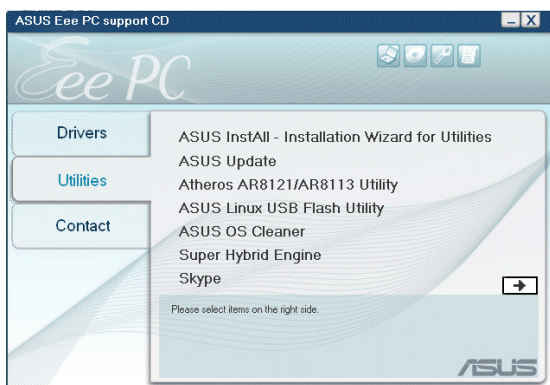 ASUS Eee PC support CD
Eee PC
Drivers
Utilities
Contact
ASUS InstAll - Installation Wizard for Utilities
ASUS Update
Atheros AR8121/AR8113 Utility
ASUS Linux USB Flash Utility
ASUS OS Cleaner
Super Hybrid Engine
Skype
Please select items on the right side.
ASUS